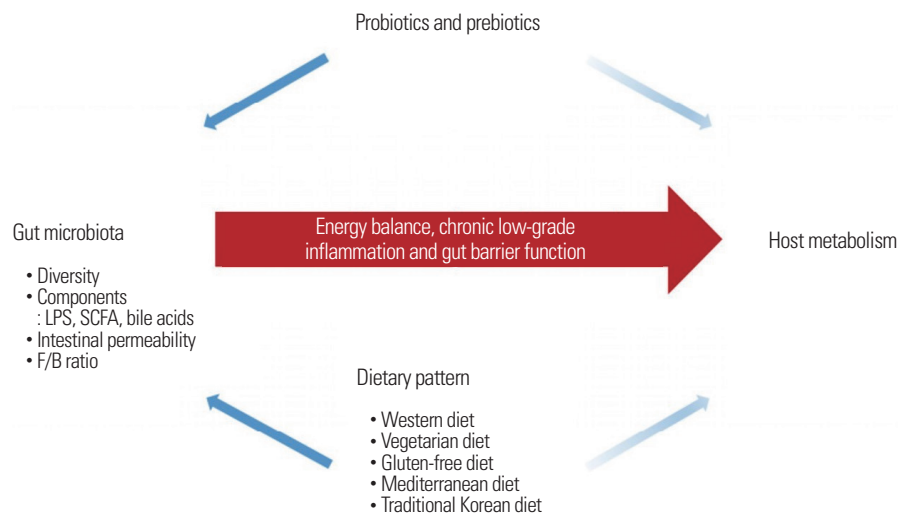 Probiotics and prebiotics
Energy balance, chronic low-grade
inflammation and gut barrier function
Gut microbiota
• Diversity
• Components
: LPS, SCFA, bile acids
• Intestinal permeability
• F/B ratio
Host metabolism
Dietary pattern
• Western diet
• Vegetarian diet
• Gluten-free diet
• Mediterranean diet
• Traditional Korean diet